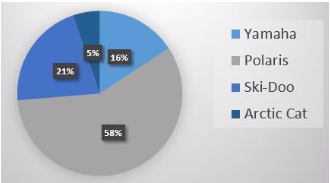 5%
16%
21%
58%
Yamaha
Polaris
Ski-Doo
Arctic Cat